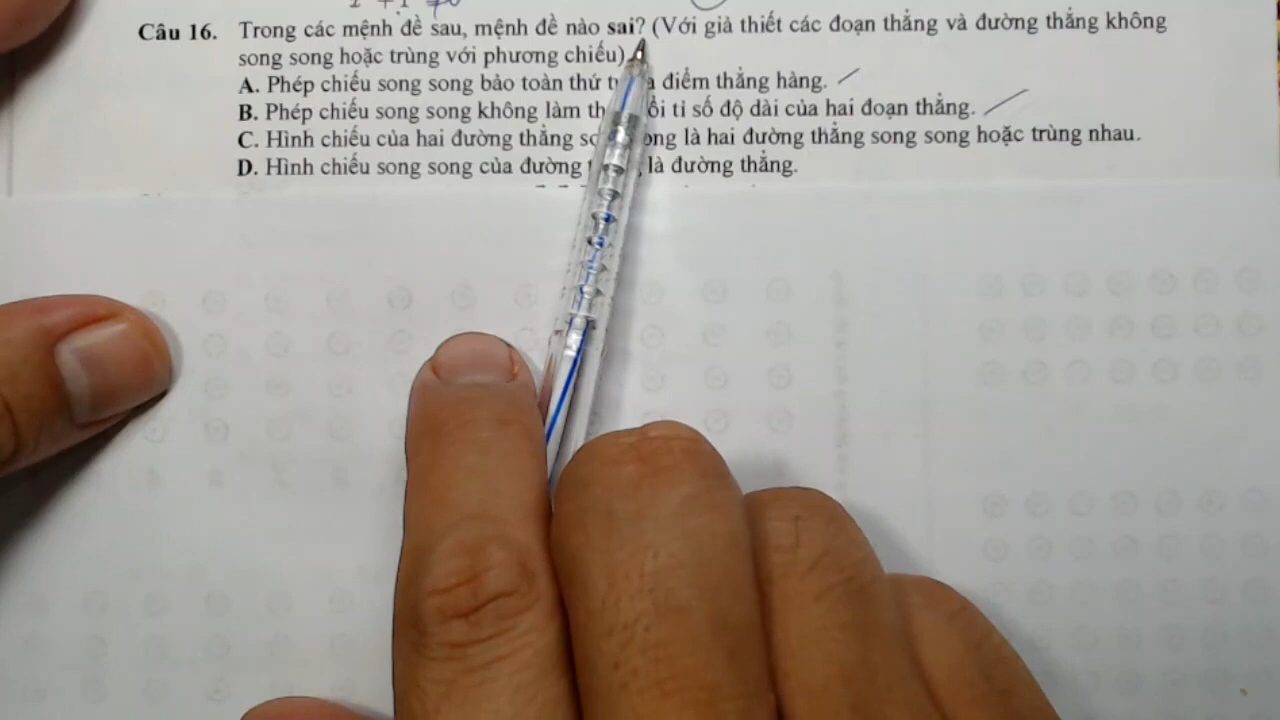 Câu 16. Trong các mệnh đề sau, mệnh đề nào sai? (Với giả thiết các đoạn thẳng và đường thẳng không
song song hoặc trùng với phương chiếu)
A. Phép chiếu song song bảo toàn thứ điểm thẳng hàng.
B. Phép chiếu song song không làm tỉ số độ dài của hai đoạn thẳng.
C. Hình chiếu của hai đường thẳng là hai đường thẳng song song hoặc trùng nhau.
D. Hình chiếu song song của đường là đường thẳng.